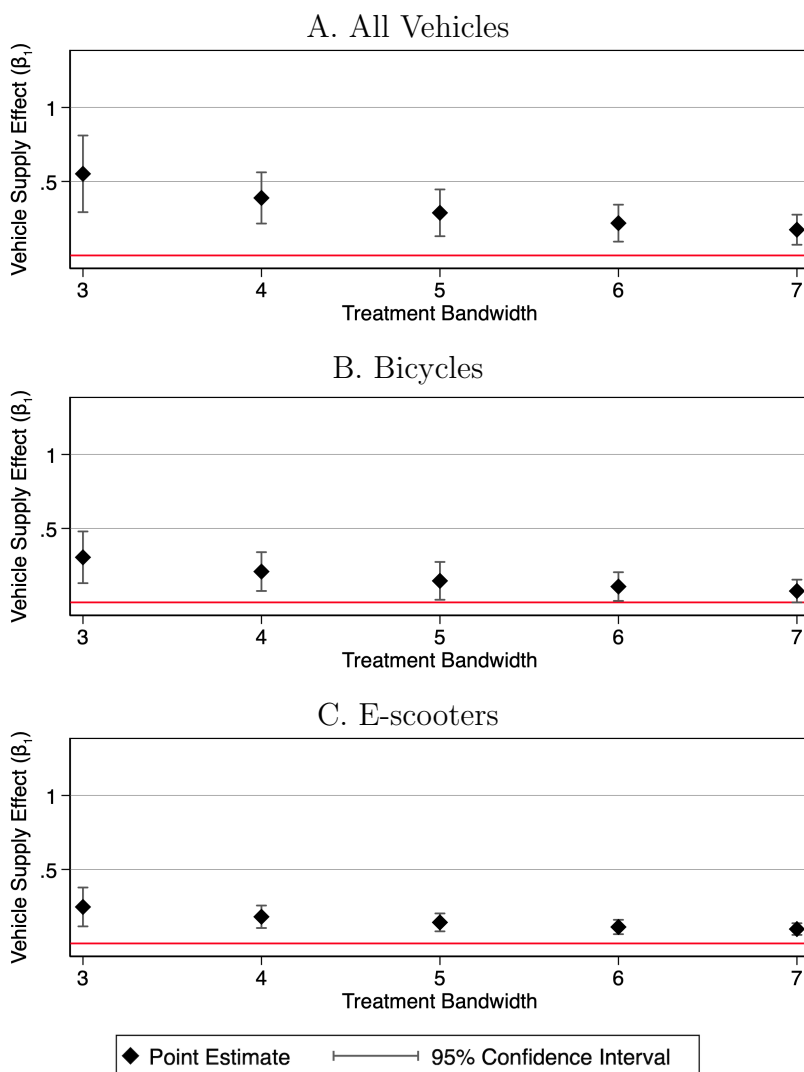 A. All Vehicles
Vehicle Supply Effect (β₁)
1
.5
3 4 5 6 7
Treatment Bandwidth
B. Bicycles
Vehicle Supply Effect (β₁)
1
.5
3 4 5 6 7
Treatment Bandwidth
C. E-scooters
Vehicle Supply Effect (β₁)
1
.5
3 4 5 6 7
Treatment Bandwidth
Point Estimate 95% Confidence Interval